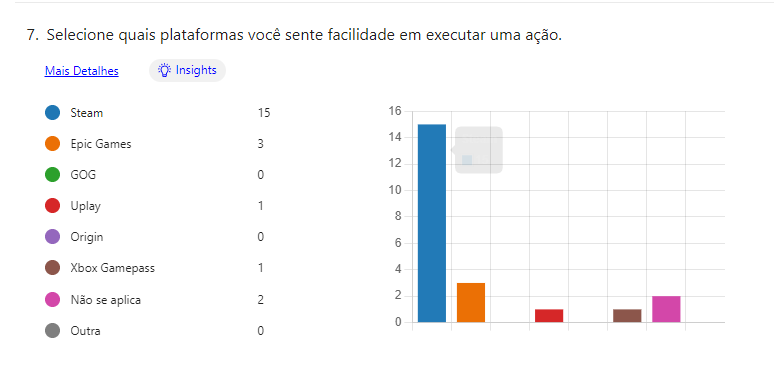 7. Selecione quais plataformas você sente facilidade em executar uma ação.
Mais Detalhes
Insights
Steam 15
Epic Games 3
GOG 0
Uplay 1
Origin 0
Xbox Gamepass 1
Não se aplica 2
Outra 0
16
14
12
10
8
6
4
2
0